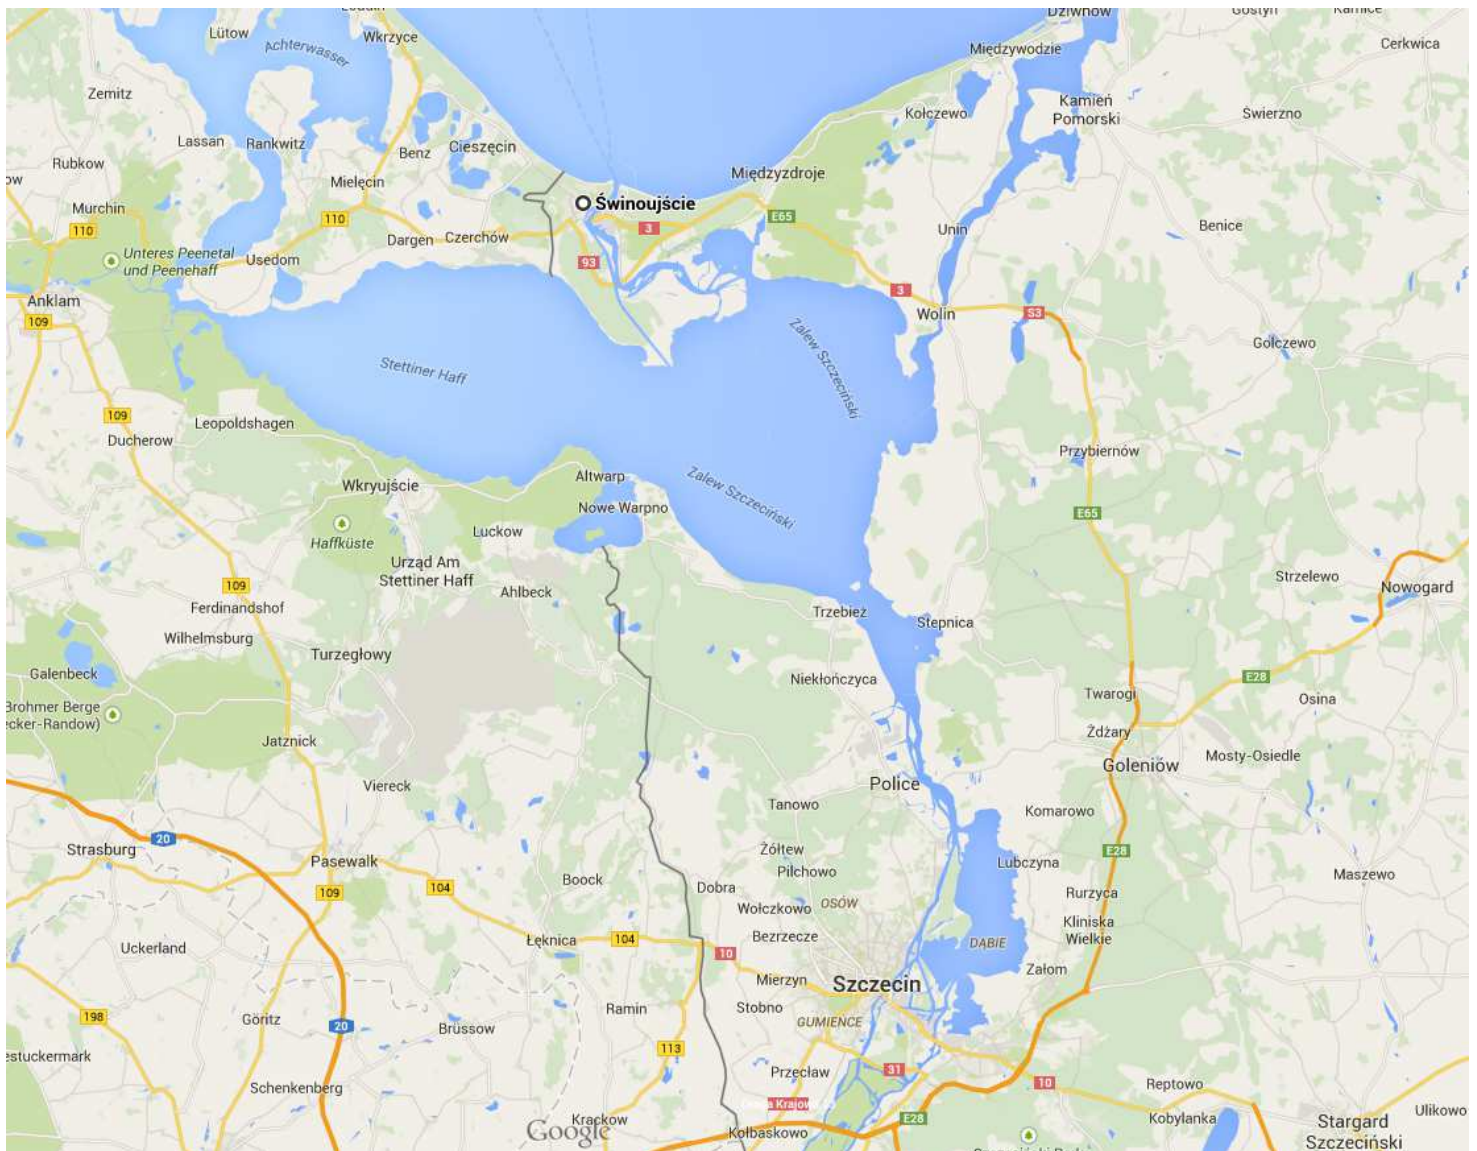 Lütow
Achterwasser
Wkrzyce
Dziwnów
Gostyń
Międzywodzie
Cerkwica
Zemitz
Kołczewo
Kamień
Pomorski
Świerzno
Lassan
Rankwitz
Benz
Cieszęcin
Rubkow
ow
Mielęcin
Międzyzdroje
Murchin
110
110
Świnoujście
3
E65
Unin
Benice
Dargen
Czerchów
Unteres Peenetal
und Peenehaff
Usedom
93
3
Anklam
109
Wolin
S3
Zalew Szczeciński
Golczewo
Stettiner Haff
109
Leopoldshagen
Ducherow
Przybiernów
Wkryujście
Altwarp
Zalew Szczeciński
Nowe Warpno
E65
Haffküste
Luckow
Urząd Am
Stettiner Haff
Ahlbeck
109
Strzelewo
Nowogard
Ferdinandshof
Trzebież
Stepnica
Wilhelmsburg
Turzegłowy
Galenbeck
Niekłończyca
E28
Brohmer Berge
ecker-Randow)
Twarogi
Osina
Jatznick
Żdżary
Mosty-Osiedle
Goleniów
Viereck
Police
Tanowo
Komarowo
20
Strasburg
Pasewalk
Żółtew
Pilchowo
E28
Lubczyna
Maszewo
109
104
Boock
Dobra
Wołczkowo
OSÓW
Rurzyca
Kliniska
Wielkie
Uckerland
Łęknica
104
Bezrzecze
10
DĄBIE
Mierzyn
Szczecin
Załom
198
Göritz
20
Brüssow
Ramin
Stobno
GUMIEŃCE
estuckermark
113
Schenkenberg
Przecław
31
10
Reptowo
Krackow
Google
Kołbaskowo
E28
Kobylanka
Stargard
Szczeciński
Ulikowo